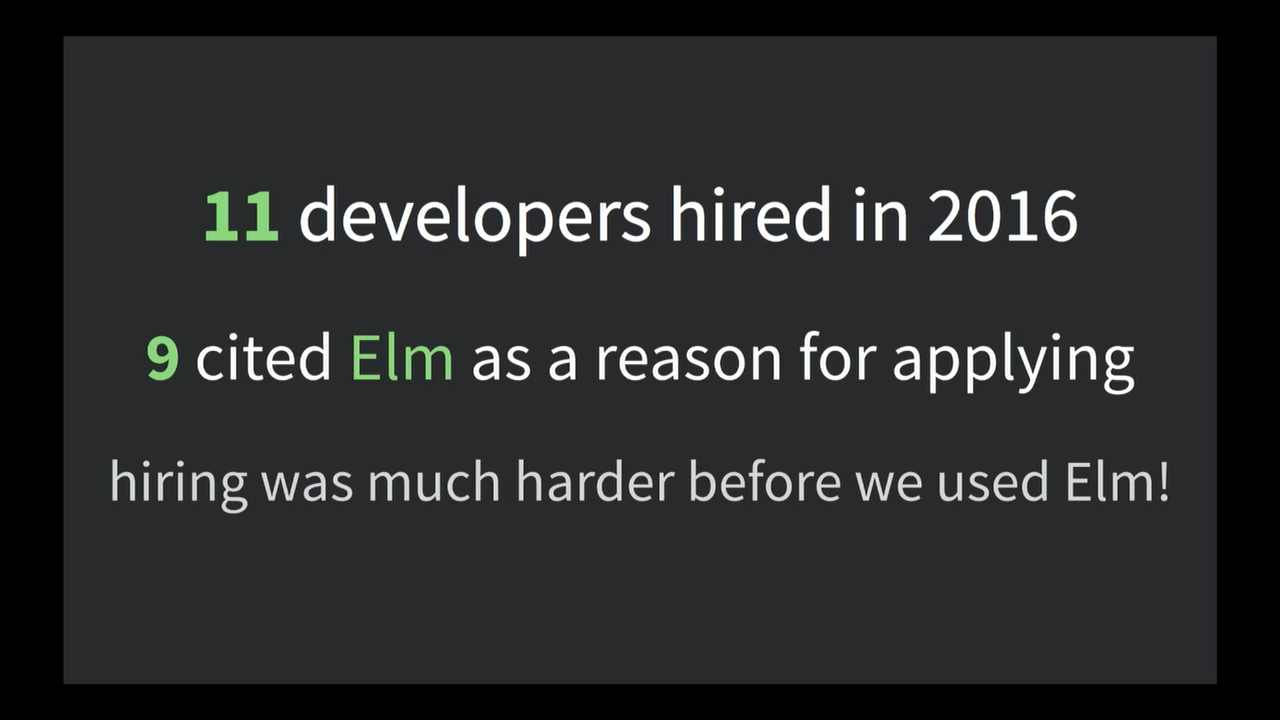 11 developers hired in 2016
9 cited Elm as a reason for applying
hiring was much harder before we used Elm!